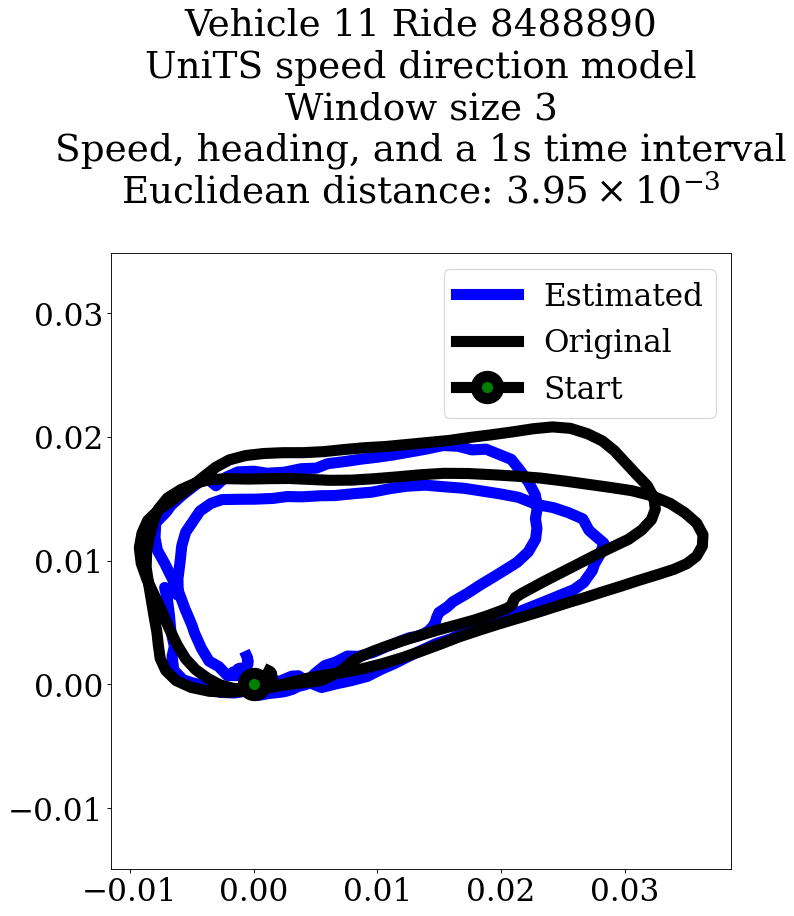 Vehicle 11 Ride 8488890
UniTS speed direction model
Window size 3
Speed, heading, and a 1s time interval
Euclidean distance: 3.95 × 10⁻³
Estimated
Original
Start
0.03
0.02
0.01
0.00
−0.01
−0.01 0.00 0.01 0.02 0.03